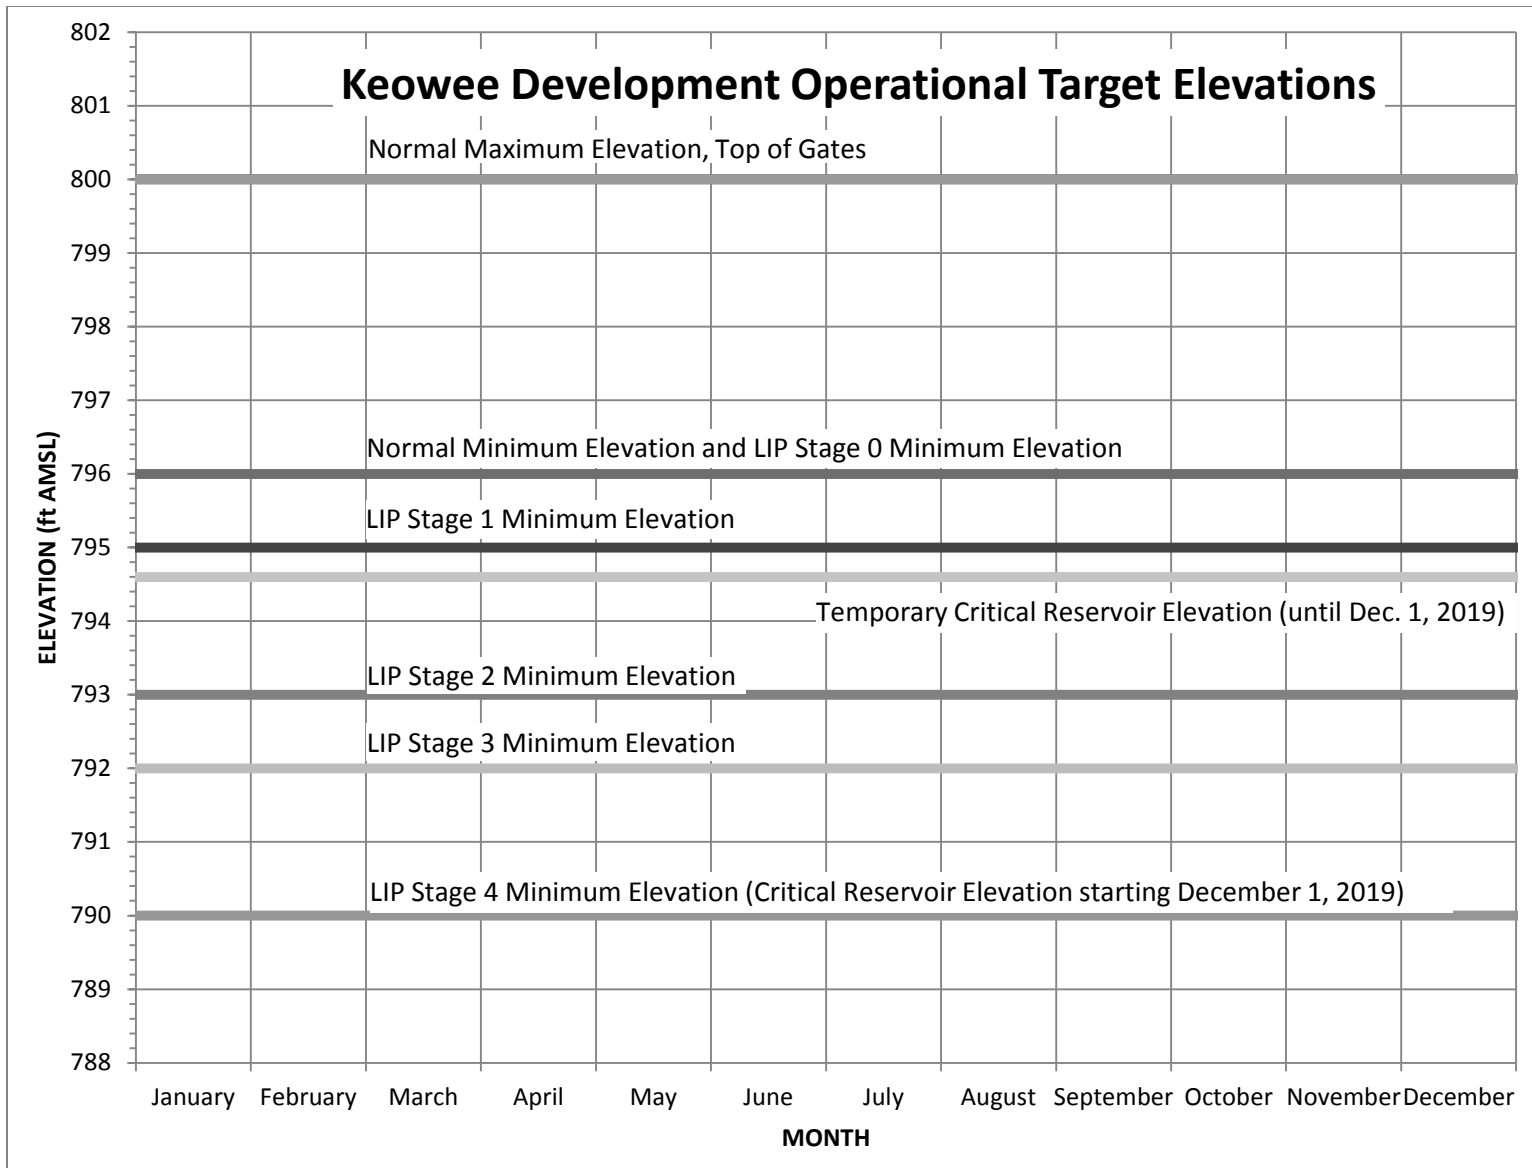 Keowee Development Operational Target Elevations
802
801
Normal Maximum Elevation, Top of Gates
800
799
798
797
Normal Minimum Elevation and LIP Stage 0 Minimum Elevation
796
LIP Stage 1 Minimum Elevation
795
Temporary Critical Reservoir Elevation (until Dec. 1, 2019)
794
LIP Stage 2 Minimum Elevation
793
LIP Stage 3 Minimum Elevation
792
791
LIP Stage 4 Minimum Elevation (Critical Reservoir Elevation starting December 1, 2019)
790
789
788
ELEVATION (ft AMSL)
January February March April May June July August September October November December
MONTH